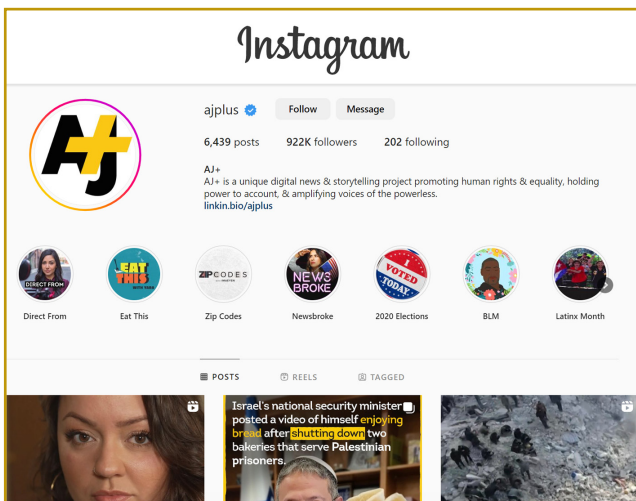 Instagram
AJ+
ajplus
Follow
Message
6,439 posts
922K followers
202 following
AJ+
AJ+ is a unique digital news & storytelling project promoting human rights & equality, holding
power to account, & amplifying voices of the powerless.
linkin.bio/ajplus
DIRECT FROM
EAT
THIS
WITH YARA
ZIPCODES
NEWS
BROKE
I
VOTED
TODAY
Direct From
Eat This
Zip Codes
Newsbroke
2020 Elections
BLM
Latinx Month
POSTS
REELS
TAGGED
Israel's national security minister
posted a video of himself enjoying
bread after shutting down two
bakeries that serve Palestinian
prisoners.